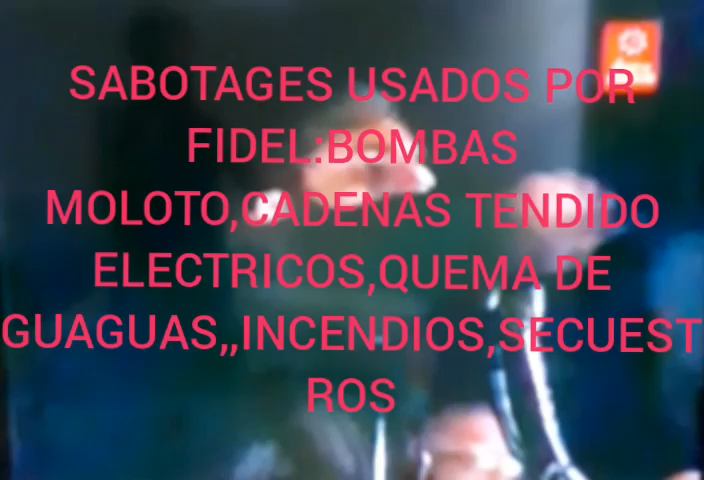 SABOTAGES USADOS POR
FIDEL:BOMBAS
MOLOTO,CADENAS TENDIDO
ELECTRICOS,QUEMA DE
GUAGUAS,,INCENDIOS,SECUEST
ROS